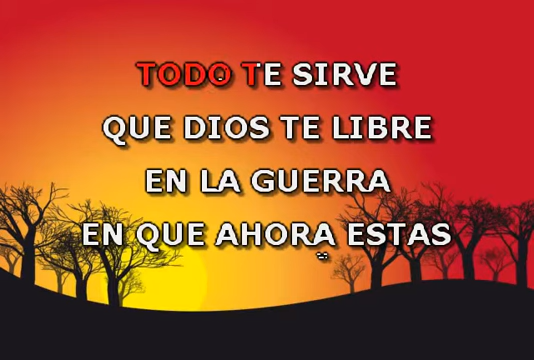 TODO TE SIRVE
QUE DIOS TE LIBRE
EN LA GUERRA
EN QUE AHORA ESTAS